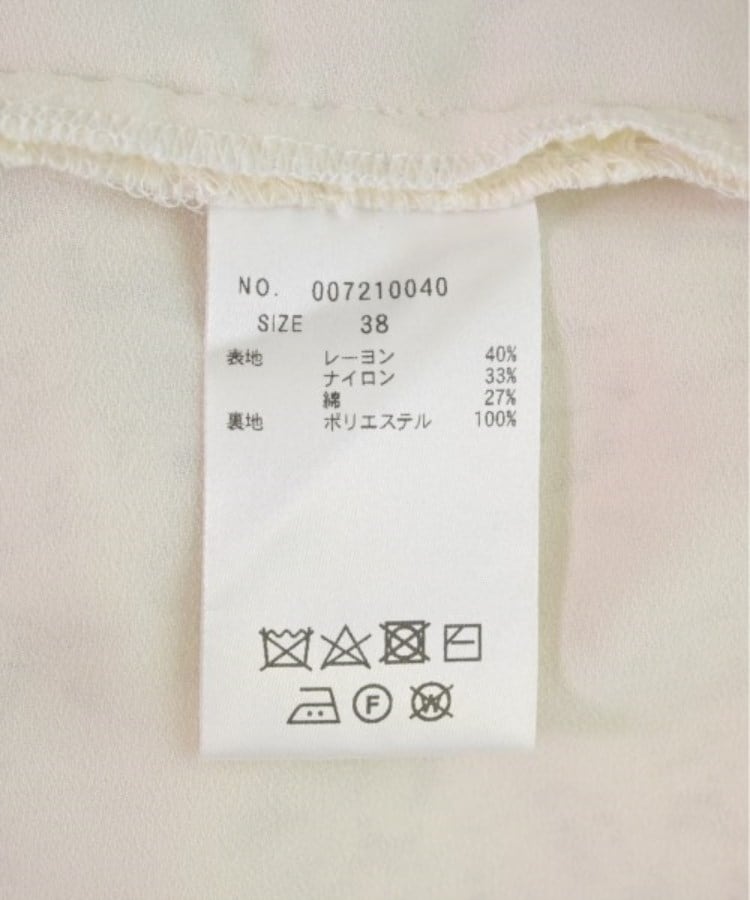 NO. 007210040
SIZE 38
表地 レーヨン 40%
ナイロン 33%
綿 27%
裏地 ポリエステル 100%
F W